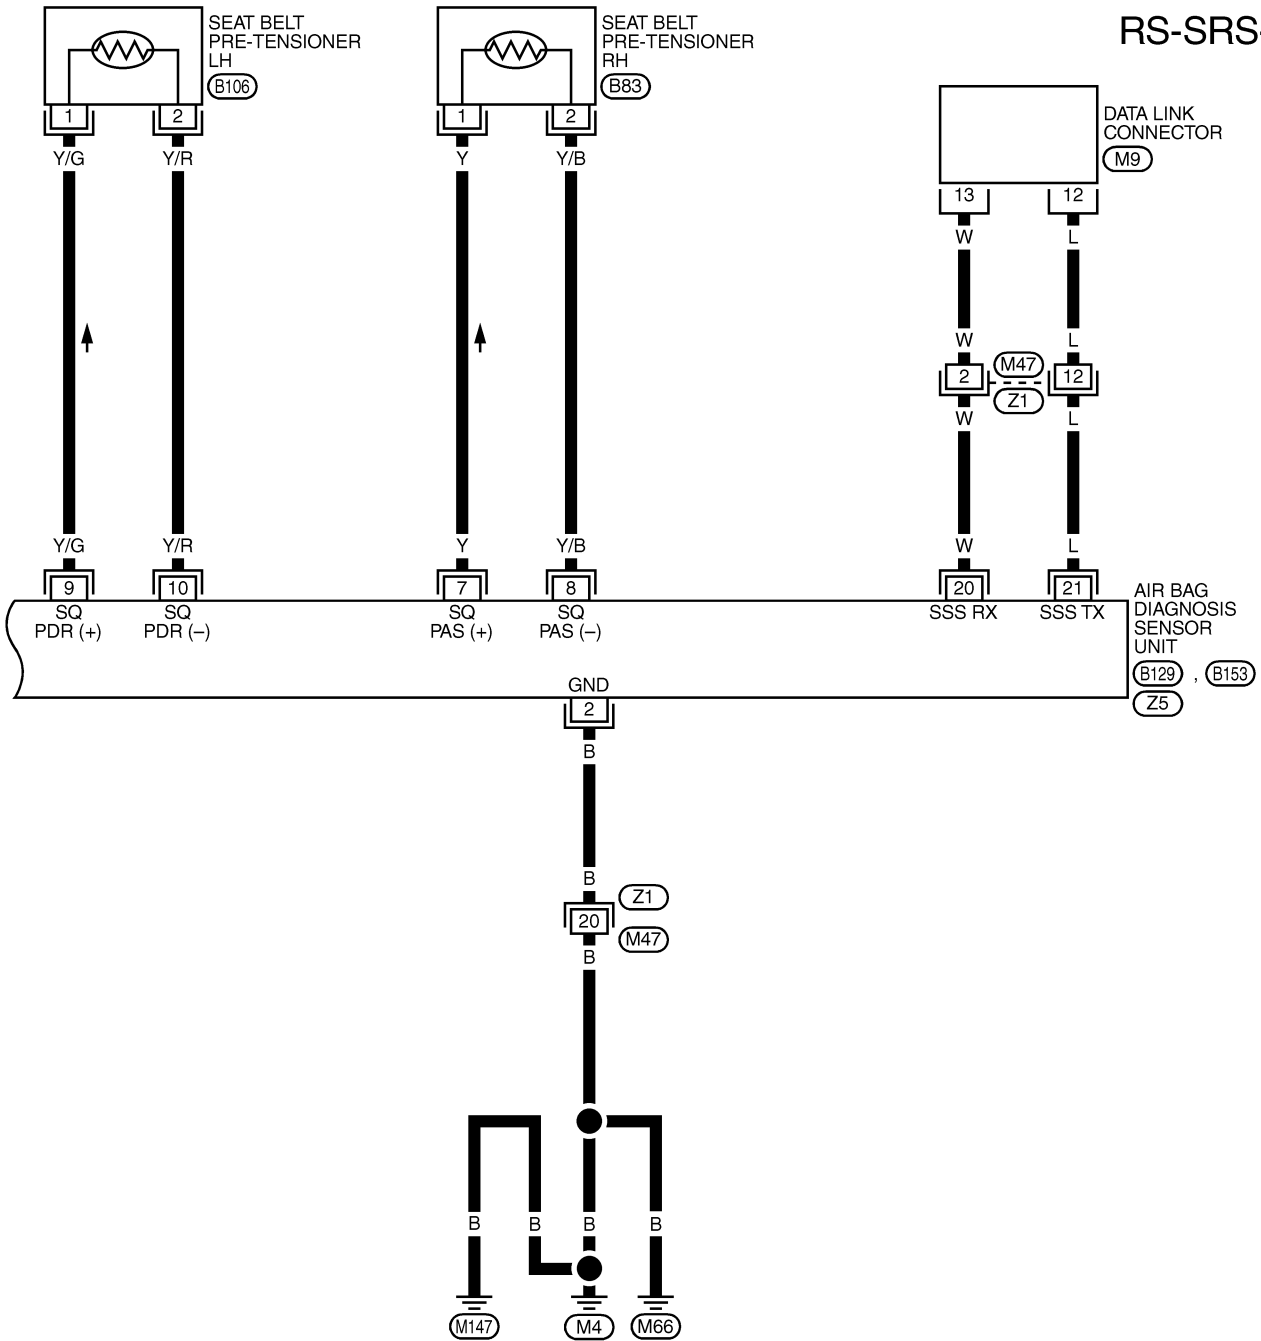 RS-SRS-
SEAT BELT
PRE-TENSIONER
LH
B106
SEAT BELT
PRE-TENSIONER
RH
B83
DATA LINK
CONNECTOR
M9
1 2 1 2
Y/G Y/R Y Y/B
13 12
W L
W L
2 M47 12
Z1
W L
Y/G Y/R Y Y/B W L
9 10 7 8 20 21
SQ SQ SQ SQ SSS RX SSS TX
PDR (+) PDR (–) PAS (+) PAS (–)
AIR BAG
DIAGNOSIS
SENSOR
UNIT
B129 , B153
Z5
GND
2
B
B
Z1
20
M47
B
B B B B
M147 M4 M66